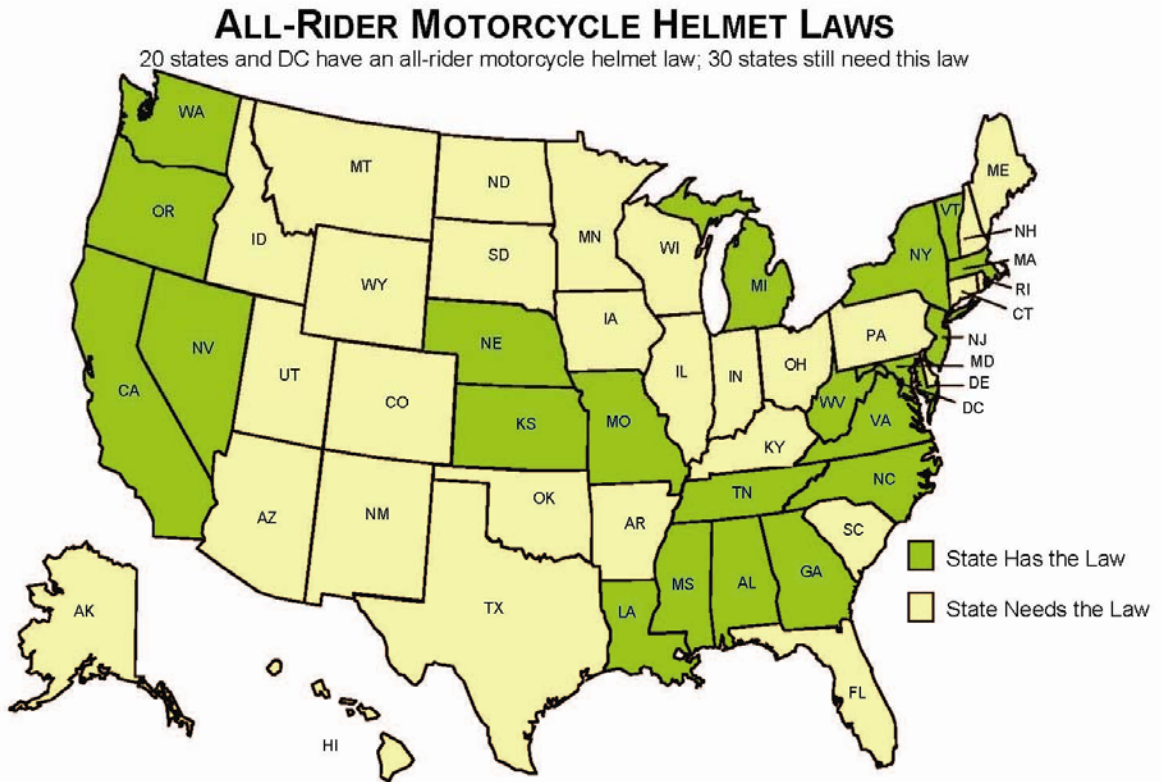 ALL-RIDER MOTORCYCLE HELMET LAWS
20 states and DC have an all-rider motorcycle helmet law; 30 states still need this law
WA
MT
ND
ME
OR
ID
MN
VT
NH
SD
WI
NY
MA
WY
MI
RI
CT
IA
NE
PA
NJ
NV
UT
IL
IN
OH
MD
CA
CO
DE
WV
DC
KS
MO
VA
KY
NC
TN
AZ
NM
OK
AR
SC
State Has the Law
MS
AL
GA
AK
TX
LA
State Needs the Law
FL
HI